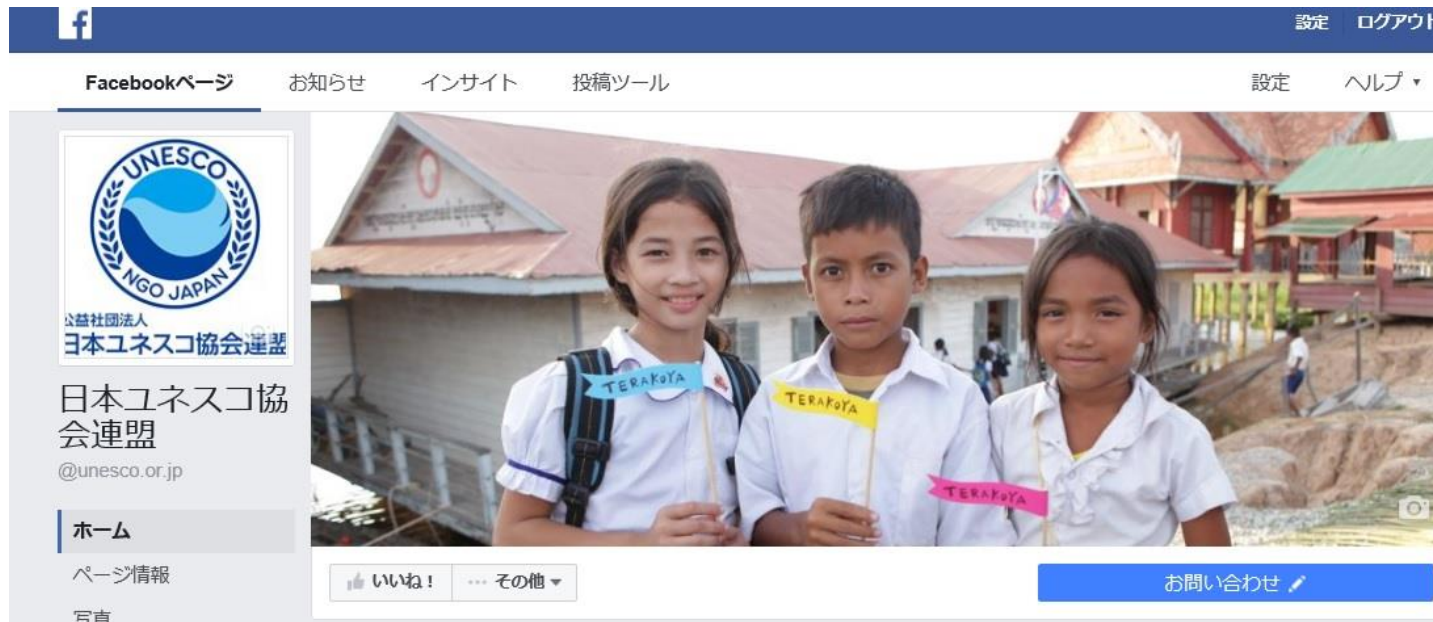 f
設定 ログアウト
Facebookページ お知らせ インサイト 投稿ツール 設定 ヘルプ
UNESCO
NGO JAPAN
公益社団法人
日本ユネスコ協会連盟
日本ユネスコ協
会連盟
@unesco.or.jp
TERAKOYA
TERAKOYA
TERAKOYA
ホーム
ページ情報
写真
いいね！ ... その他
お問い合わせ